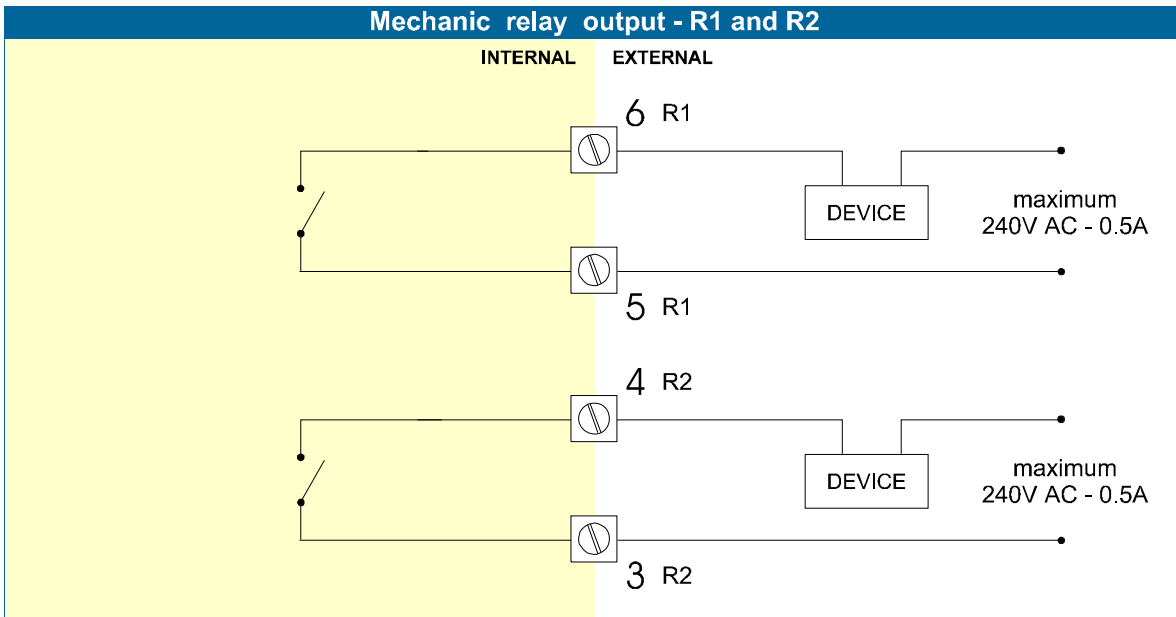 Mechanic relay output - R1 and R2
INTERNAL EXTERNAL
6 R1
DEVICE
maximum
240V AC - 0.5A
5 R1
4 R2
DEVICE
maximum
240V AC - 0.5A
3 R2